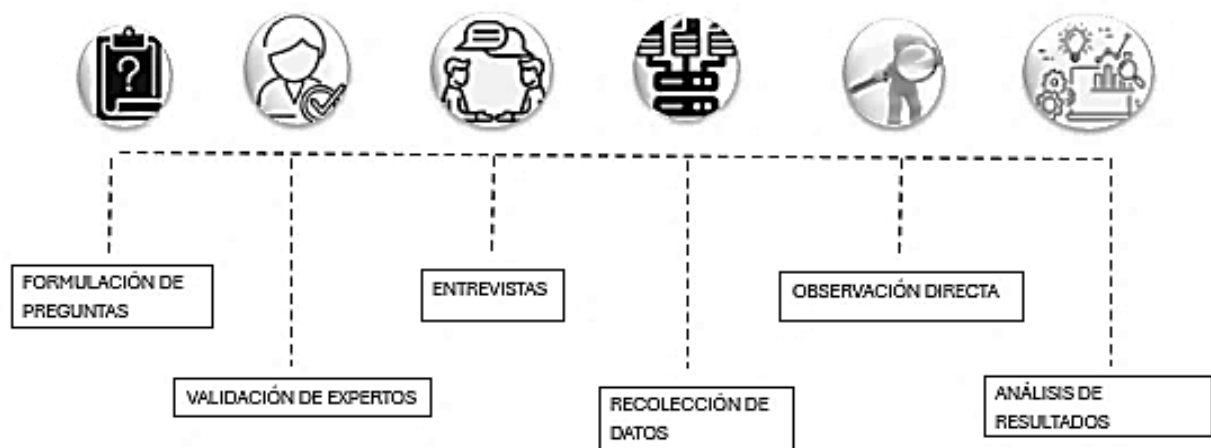 ?
FORMULACIÓN DE
PREGUNTAS
VALIDACIÓN DE EXPERTOS
ENTREVISTAS
RECOLECCIÓN DE
DATOS
OBSERVACIÓN DIRECTA
ANÁLISIS DE
RESULTADOS